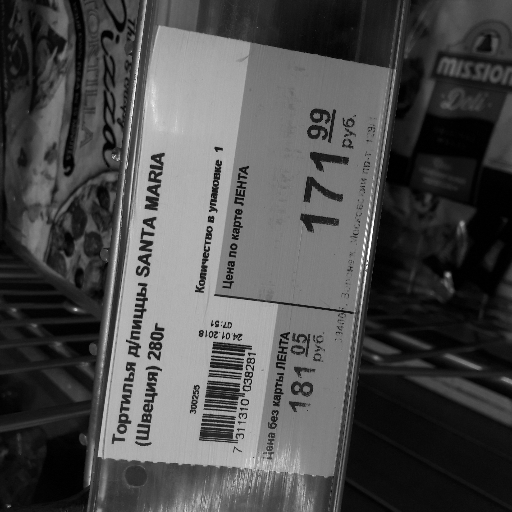 Тортилья д/пиццы SANTA MARIA
(Швеция) 280г
Количество в упаковке 1
Цена по карте ЛЕНТА
171 99
руб.
300255
24.01.2018
07:51
7 311310 038281
Цена без карты ЛЕНТА
181 05
руб.
MISSION
Deli